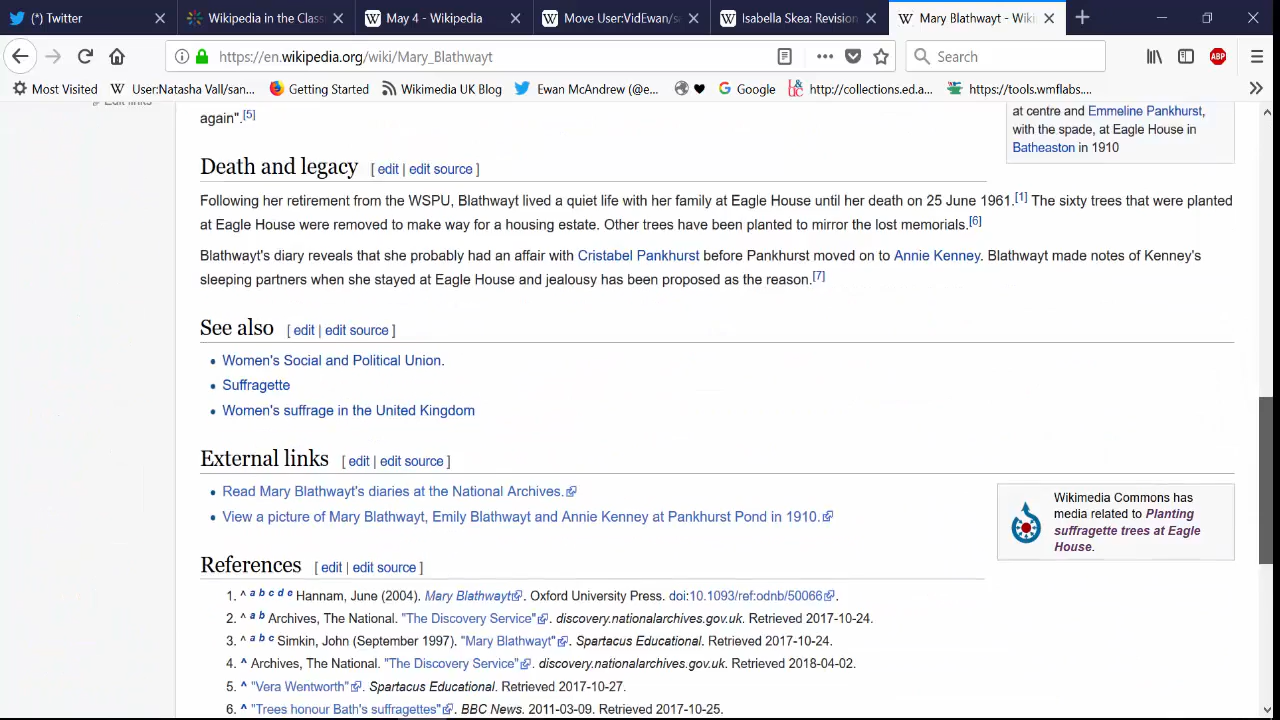 (*) Twitter
Wikipedia in the Class
May 4 - Wikipedia
Move User:VidEwan/s
Isabella Skea: Revision
Mary Blathwayt - Wiki
https://en.wikipedia.org/wiki/Mary_Blathwayt
Search
ABP
Most Visited
User:Natasha Vall/san...
Getting Started
Wikimedia UK Blog
Ewan McAndrew (@e...
Google
http://collections.ed.a...
https://tools.wmflabs....
Edit links
again".[5]
at centre and Emmeline Pankhurst,
with the spade, at Eagle House in
Batheaston in 1910
Death and legacy [ edit | edit source ]
Following her retirement from the WSPU, Blathwayt lived a quiet life with her family at Eagle House until her death on 25 June 1961.[1] The sixty trees that were planted
at Eagle House were removed to make way for a housing estate. Other trees have been planted to mirror the lost memorials.[6]
Blathwayt's diary reveals that she probably had an affair with Cristabel Pankhurst before Pankhurst moved on to Annie Kenney. Blathwayt made notes of Kenney's
sleeping partners when she stayed at Eagle House and jealousy has been proposed as the reason.[7]
See also [ edit | edit source ]
• Women's Social and Political Union.
• Suffragette
• Women's suffrage in the United Kingdom
External links [ edit | edit source ]
• Read Mary Blathwayt's diaries at the National Archives.
• View a picture of Mary Blathwayt, Emily Blathwayt and Annie Kenney at Pankhurst Pond in 1910.
Wikimedia Commons has
media related to Planting
suffragette trees at Eagle
House.
References [ edit | edit source ]
1. ^ a b c d e Hannam, June (2004). Mary Blathwayt. Oxford University Press. doi:10.1093/ref:odnb/50066.
2. ^ a b Archives, The National. "The Discovery Service". discovery.nationalarchives.gov.uk. Retrieved 2017-10-24.
3. ^ a b c Simkin, John (September 1997). "Mary Blathwayt". Spartacus Educational. Retrieved 2017-10-24.
4. ^ Archives, The National. "The Discovery Service". discovery.nationalarchives.gov.uk. Retrieved 2018-04-02.
5. ^ "Vera Wentworth". Spartacus Educational. Retrieved 2017-10-27.
6. ^ "Trees honour Bath's suffragettes". BBC News. 2011-03-09. Retrieved 2017-10-25.